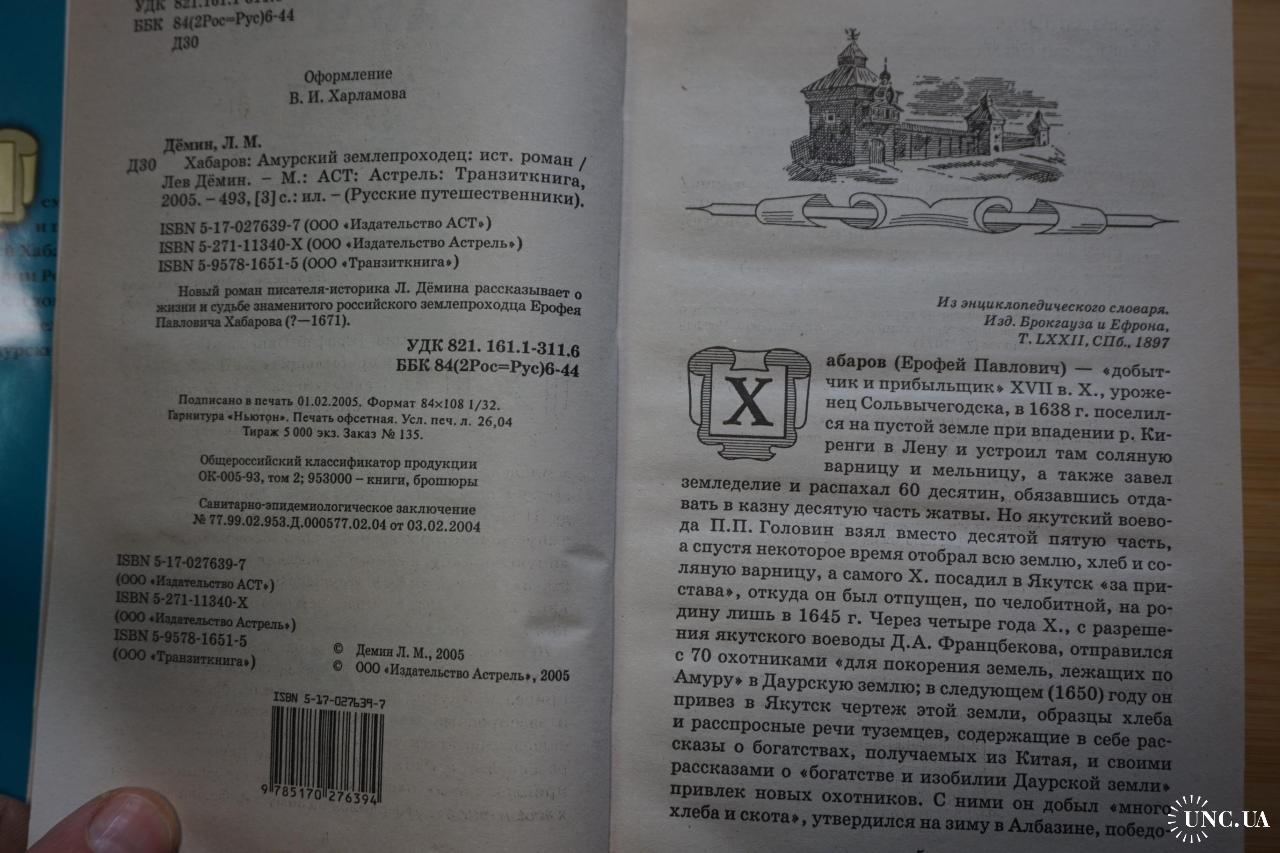 УДК 821.161.1-311.6
ББК 84(2Рос=Рус)6-44
Д30
Оформление
В. И. Харламова
Дёмин, Л. М.
Д30 Хабаров: Амурский землепроходец: ист. роман /
Лев Дёмин. – М.: АСТ: Астрель: Транзиткнига,
2005. – 493, [3] с.: ил. – (Русские путешественники).
ISBN 5-17-027639-7 (ООО «Издательство АСТ»)
ISBN 5-271-11340-X (ООО «Издательство Астрель»)
ISBN 5-9578-1651-5 (ООО «Транзиткнига»)
Новый роман писателя-историка Л. Дёмина рассказывает о
жизни и судьбе знаменитого российского землепроходца Ерофея
Павловича Хабарова (?—1671).
УДК 821. 161.1-311.6
ББК 84(2Рос=Рус)6-44
Подписано в печать 01.02.2005. Формат 84×108 1/32.
Гарнитура «Ньютон». Печать офсетная. Усл. печ. л. 26,04
Тираж 5 000 экз. Заказ № 135.
Общероссийский классификатор продукции
ОК-005-93, том 2; 953000 – книги, брошюры
Санитарно-эпидемиологическое заключение
№ 77.99.02.953.Д.000577.02.04 от 03.02.2004
ISBN 5-17-027639-7
(ООО «Издательство АСТ»)
ISBN 5-271-11340-X
(ООО «Издательство Астрель»)
ISBN 5-9578-1651-5
(ООО «Транзиткнига»)
© Демин Л. М., 2005
© ООО «Издательство Астрель», 2005
ISBN 5-17-027639-7
9 785170 276394
Из энциклопедического словаря.
Изд. Брокгауза и Ефрона,
Т. LXXII, СПб., 1897
Хабаров (Ерофей Павлович) — «добыт-
чик и прибыльщик» XVII в. Х., уроже-
нец Сольвычегодска, в 1638 г. поселил-
ся на пустой земле при впадении р. Ки-
ренги в Лену и устроил там соляную
варницу и мельницу, а также завел
земледелие и распахал 60 десятин, обязавшись отда-
вать в казну десятую часть жатвы. Но якутский воево-
да П.П. Головин взял вместо десятой пятую часть,
а спустя некоторое время отобрал всю землю, хлеб и со-
ляную варницу, а самого Х. посадил в Якутск «за при-
става», откуда он был отпущен, по челобитной, на ро-
дину лишь в 1645 г. Через четыре года Х., с разреше-
ния якутского воеводы Д.А. Францбекова, отправился
с 70 охотниками «для покорения земель, лежащих по
Амуру» в Даурскую землю; в следующем (1650) году он
привез в Якутск чертеж этой земли, образцы хлеба
и расспросные речи туземцев, содержащие в себе рас-
сказы о богатствах, получаемых из Китая, и своими
рассказами о «богатстве и изобилии Даурской земли»
привлек новых охотников. С ними он добыл «много
хлеба и скота», утвердился на зиму в Албазине, победо-
UNC.UA